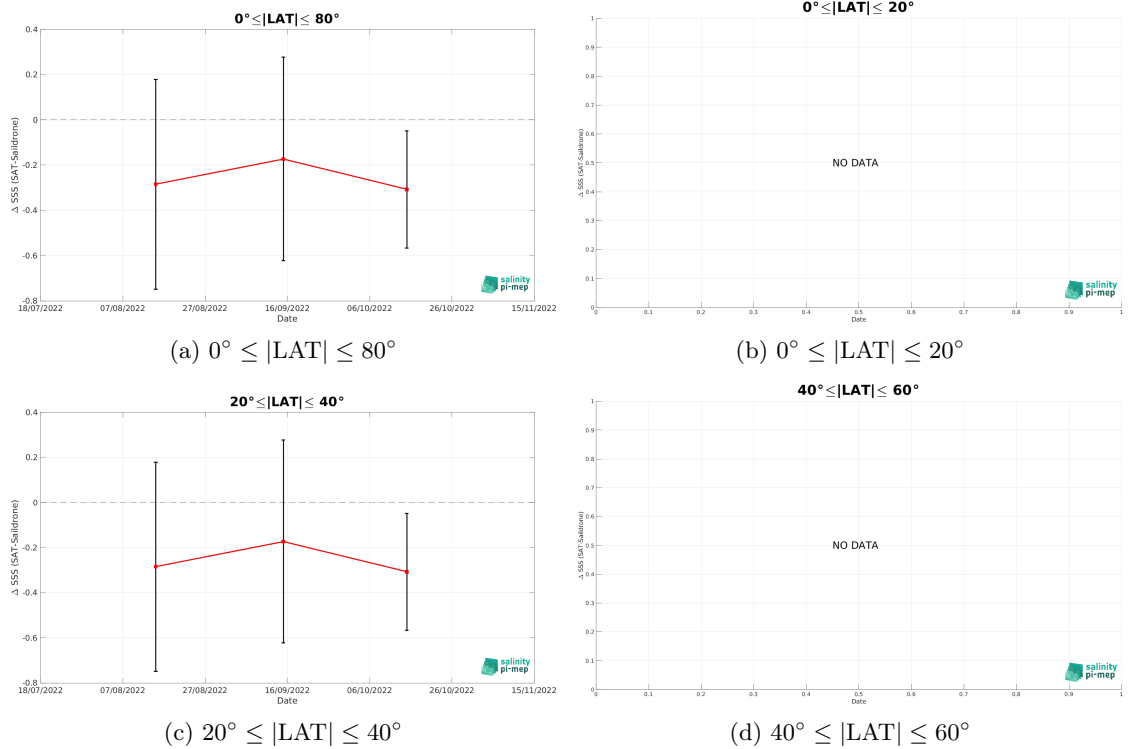 0°≤|LAT|≤ 80°
Δ SSS (SAT-Saildrone)
0.4
0.2
0
-0.2
-0.4
-0.6
-0.8
18/07/2022 07/08/2022 27/08/2022 16/09/2022 06/10/2022 26/10/2022 15/11/2022
Date
salinity
pi-mep
(a) 0° ≤ |LAT| ≤ 80°
0°≤|LAT|≤ 20°
Δ SSS (SAT-Saildrone)
1
0.9
0.8
0.7
0.6
0.5
0.4
0.3
0.2
0.1
0
NO DATA
0 0.1 0.2 0.3 0.4 0.5 0.6 0.7 0.8 0.9 1
Date
salinity
pi-mep
(b) 0° ≤ |LAT| ≤ 20°
20°≤|LAT|≤ 40°
Δ SSS (SAT-Saildrone)
0.4
0.2
0
-0.2
-0.4
-0.6
-0.8
18/07/2022 07/08/2022 27/08/2022 16/09/2022 06/10/2022 26/10/2022 15/11/2022
Date
salinity
pi-mep
(c) 20° ≤ |LAT| ≤ 40°
40°≤|LAT|≤ 60°
Δ SSS (SAT-Saildrone)
1
0.9
0.8
0.7
0.6
0.5
0.4
0.3
0.2
0.1
0
NO DATA
0 0.1 0.2 0.3 0.4 0.5 0.6 0.7 0.8 0.9 1
Date
salinity
pi-mep
(d) 40° ≤ |LAT| ≤ 60°